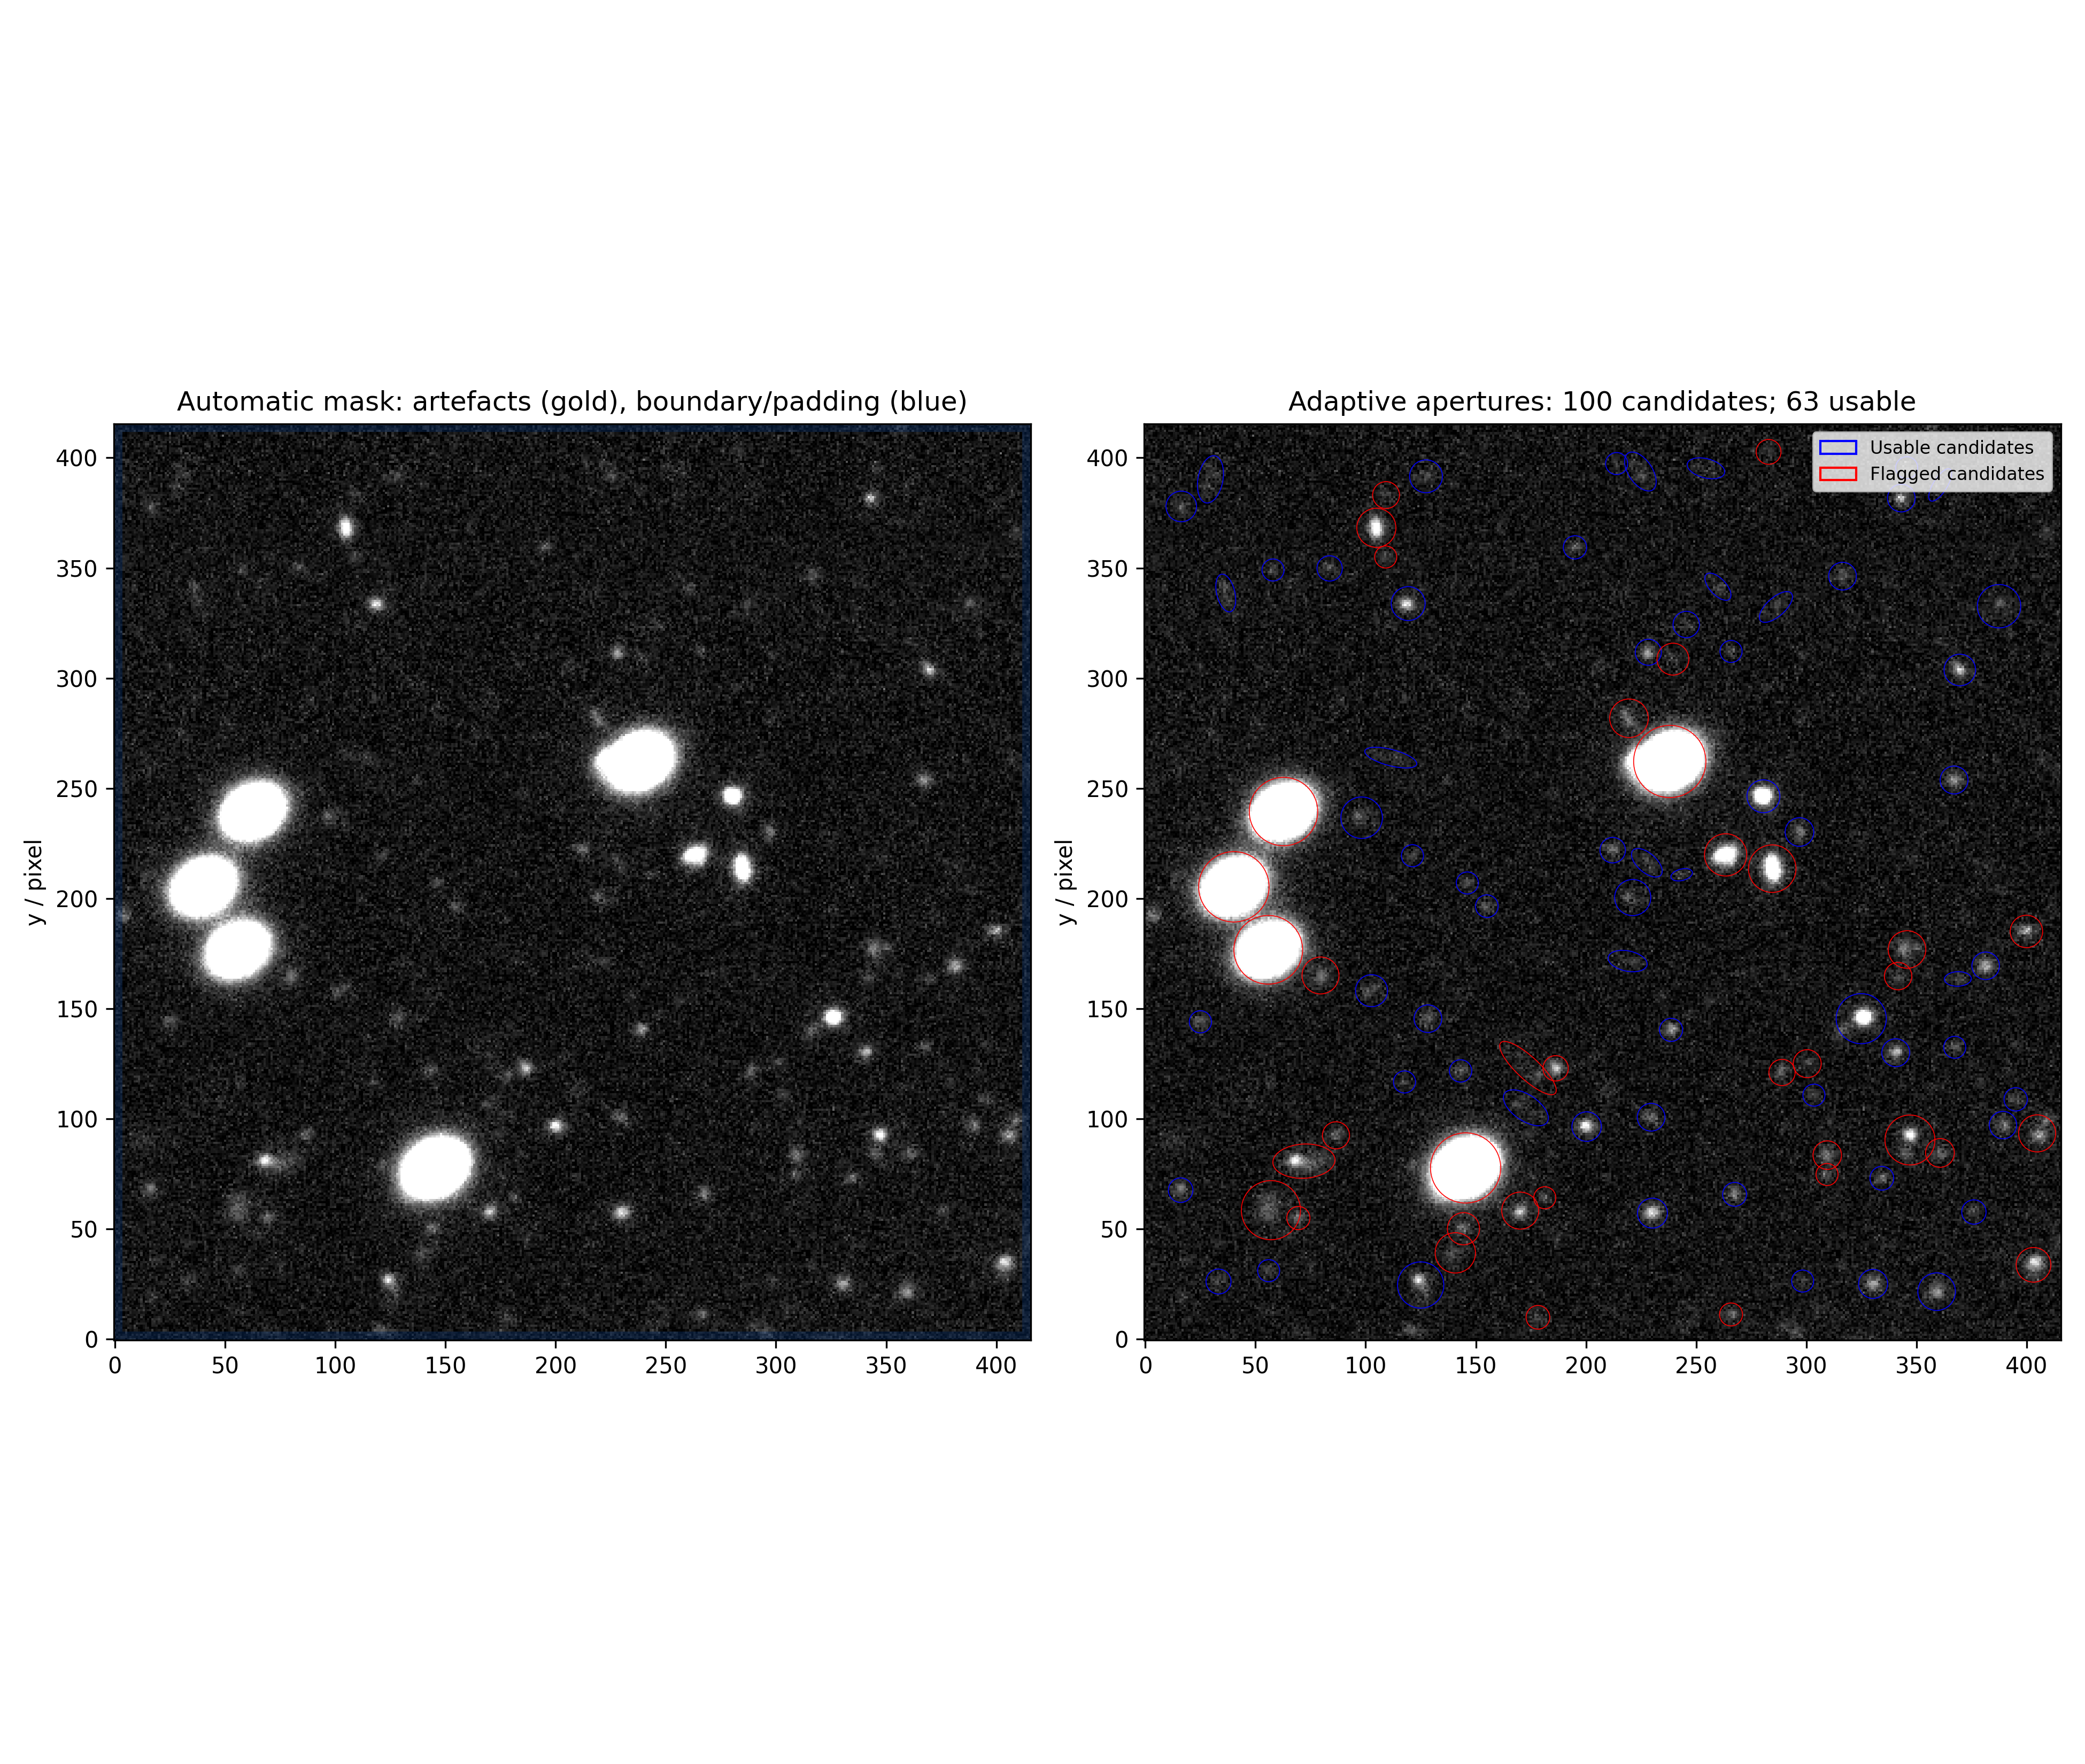 Automatic mask: artefacts (gold), boundary/padding (blue)
y / pixel
400
350
300
250
200
150
100
50
0
0 50 100 150 200 250 300 350 400
Adaptive apertures: 100 candidates; 63 usable
Usable candidates
Flagged candidates
y / pixel
400
350
300
250
200
150
100
50
0
0 50 100 150 200 250 300 350 400